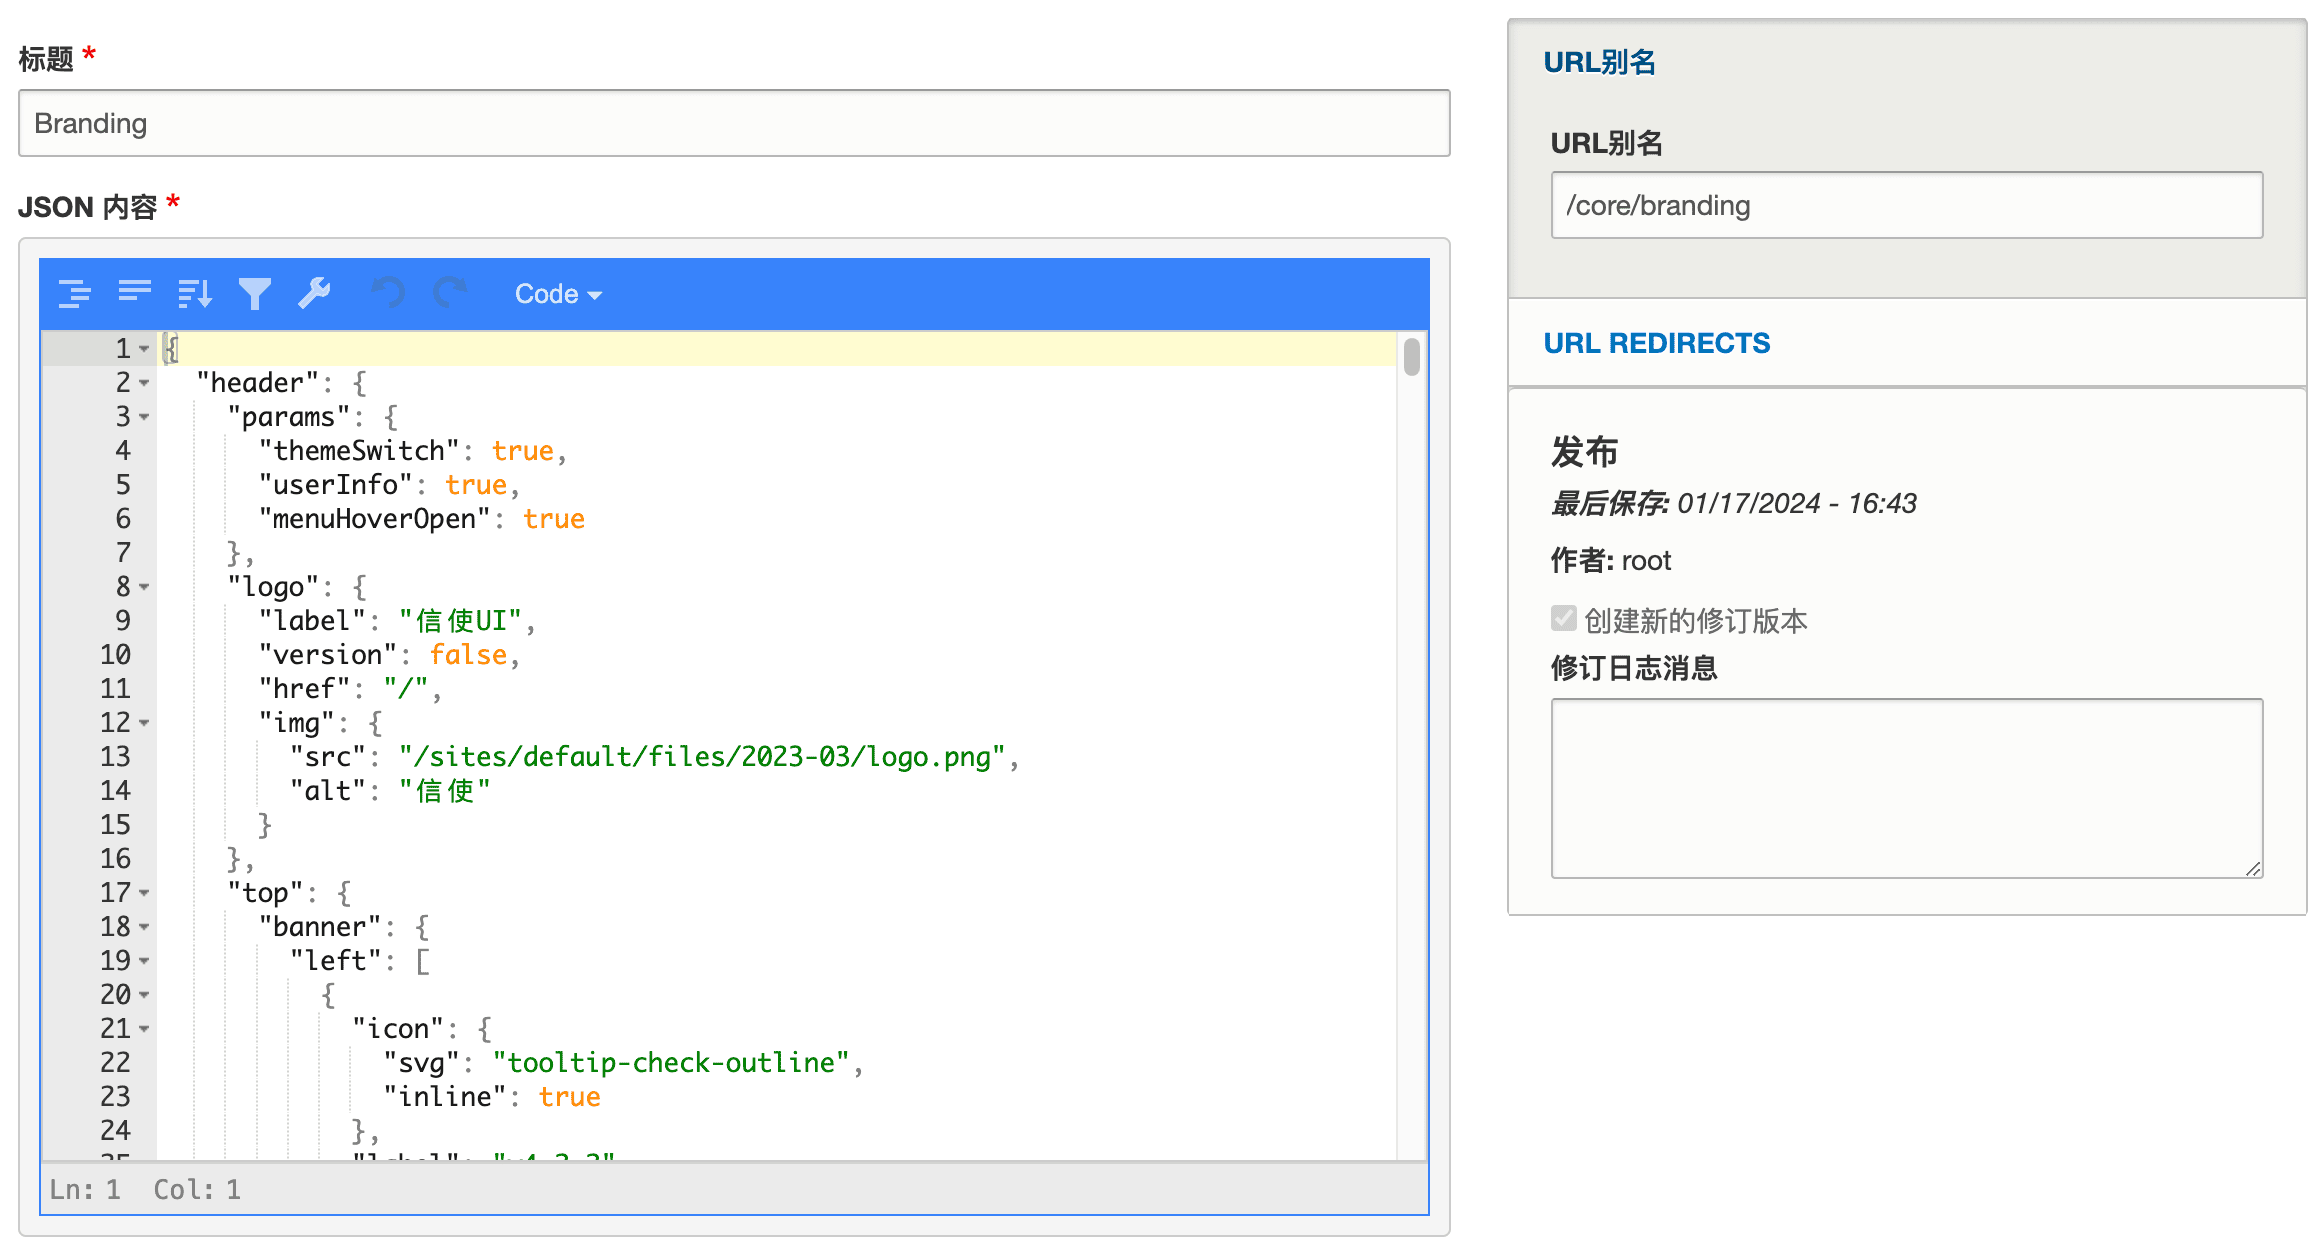 标题 *
Branding
JSON 内容 *
Code
1 {
2 "header": {
3 "params": {
4 "themeSwitch": true,
5 "userInfo": true,
6 "menuHoverOpen": true
7 },
8 "logo": {
9 "label": "信使UI",
10 "version": false,
11 "href": "/",
12 "img": {
13 "src": "/sites/default/files/2023-03/logo.png",
14 "alt": "信使"
15 }
16 },
17 "top": {
18 "banner": {
19 "left": [
20 {
21 "icon": {
22 "svg": "tooltip-check-outline",
23 "inline": true
24 },
Ln: 1 Col: 1
URL别名
URL别名
/core/branding
URL REDIRECTS
发布
最后保存: 01/17/2024 - 16:43
作者: root
创建新的修订版本
修订日志消息